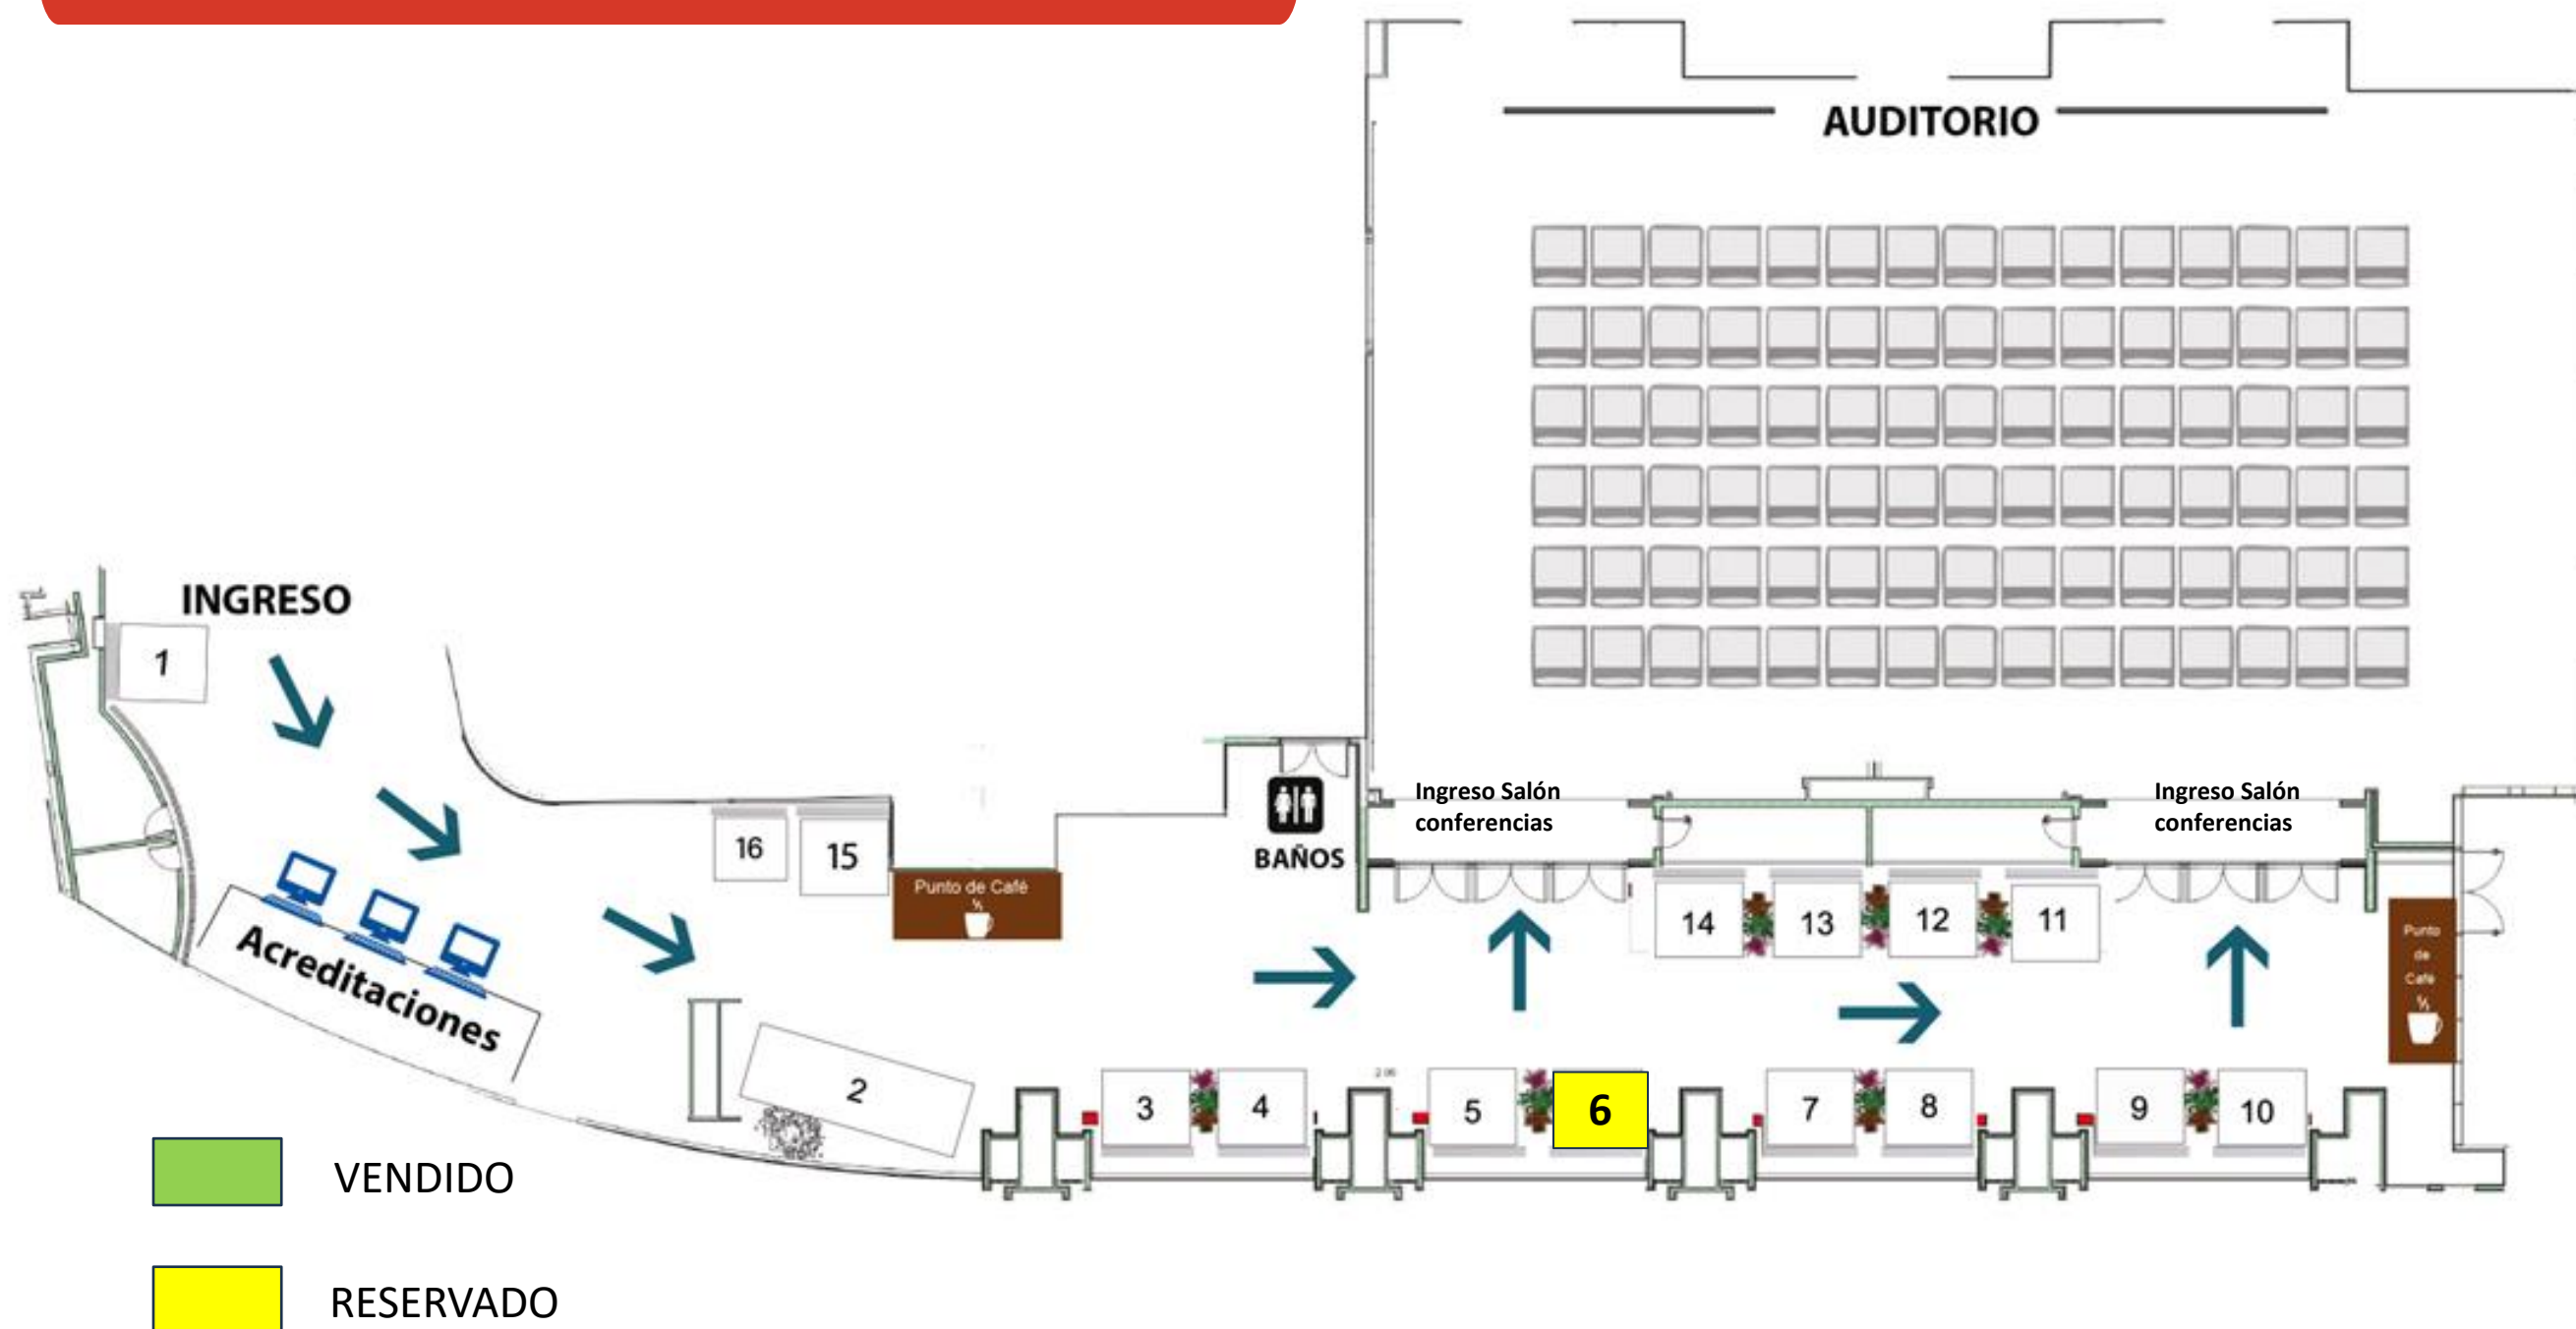 AUDITORIO
INGRESO
1
Acreditaciones
16
15
Punto de Café
BAÑOS
Ingreso Salón
conferencias
Ingreso Salón
conferencias
14
13
12
11
Punto
de
Café
2
3
4
5
6
7
8
9
10
VENDIDO
RESERVADO